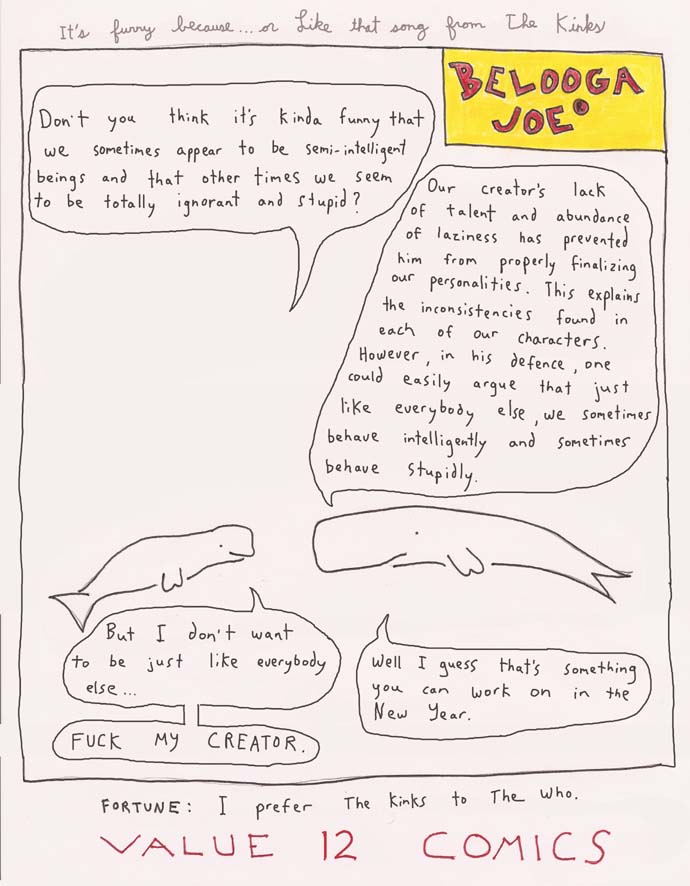 It's funny because... or Like that song from The Kinks
BELOOGA
JOE®
Don't you think it's kinda funny that
we sometimes appear to be semi-intelligent
beings and that other times we seem
to be totally ignorant and stupid?
Our creator's lack
of talent and abundance
of laziness has prevented
him from properly finalizing
our personalities. This explains
the inconsistencies found in
each of our characters.
However, in his defence, one
could easily argue that just
like everybody else, we sometimes
behave intelligently and sometimes
behave stupidly.
But I don't want
to be just like everybody
else...
FUCK MY CREATOR.
Well I guess that's something
you can work on in the
New Year.
FORTUNE: I prefer The Kinks to The Who.
VALUE 12 COMICS